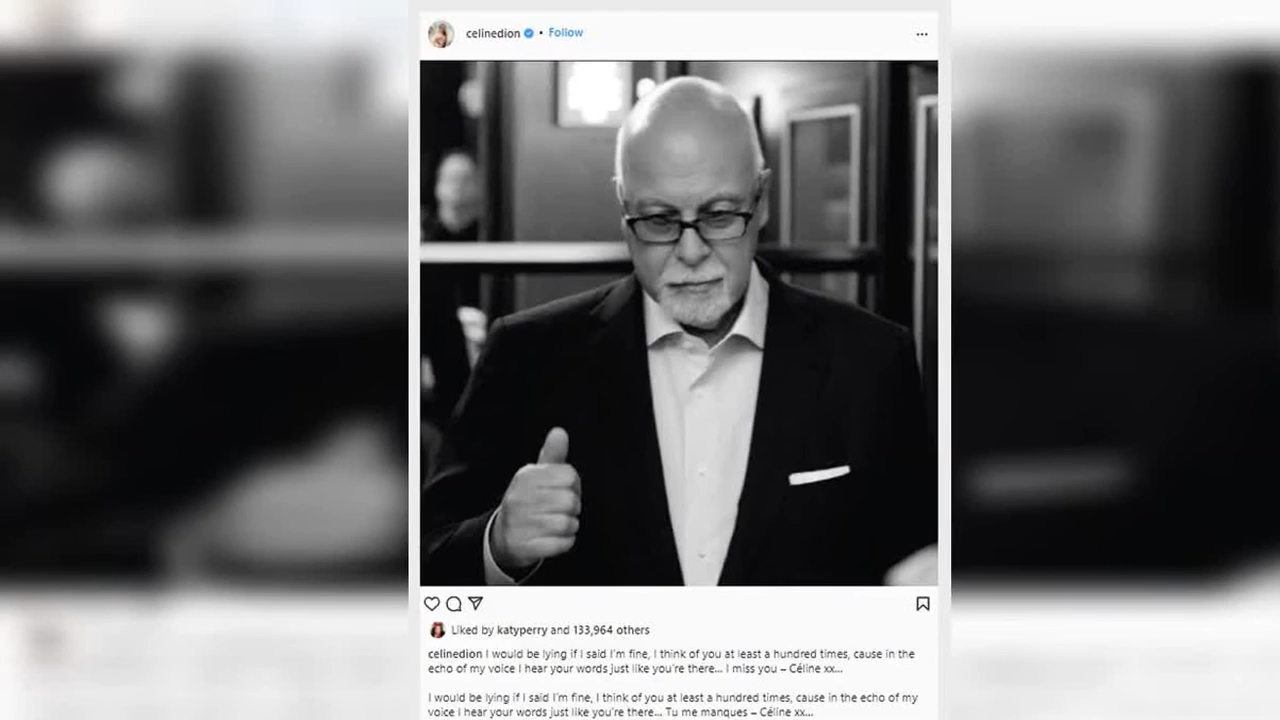 celinedion • Follow
Liked by katyperry and 133,964 others
celinedion I would be lying if I said I'm fine, I think of you at least a hundred times, cause in the
echo of my voice I hear your words just like you're there... I miss you – Céline xx...
I would be lying if I said I'm fine, I think of you at least a hundred times, cause in the echo of my
voice I hear your words just like you're there... Tu me manques – Céline xx...